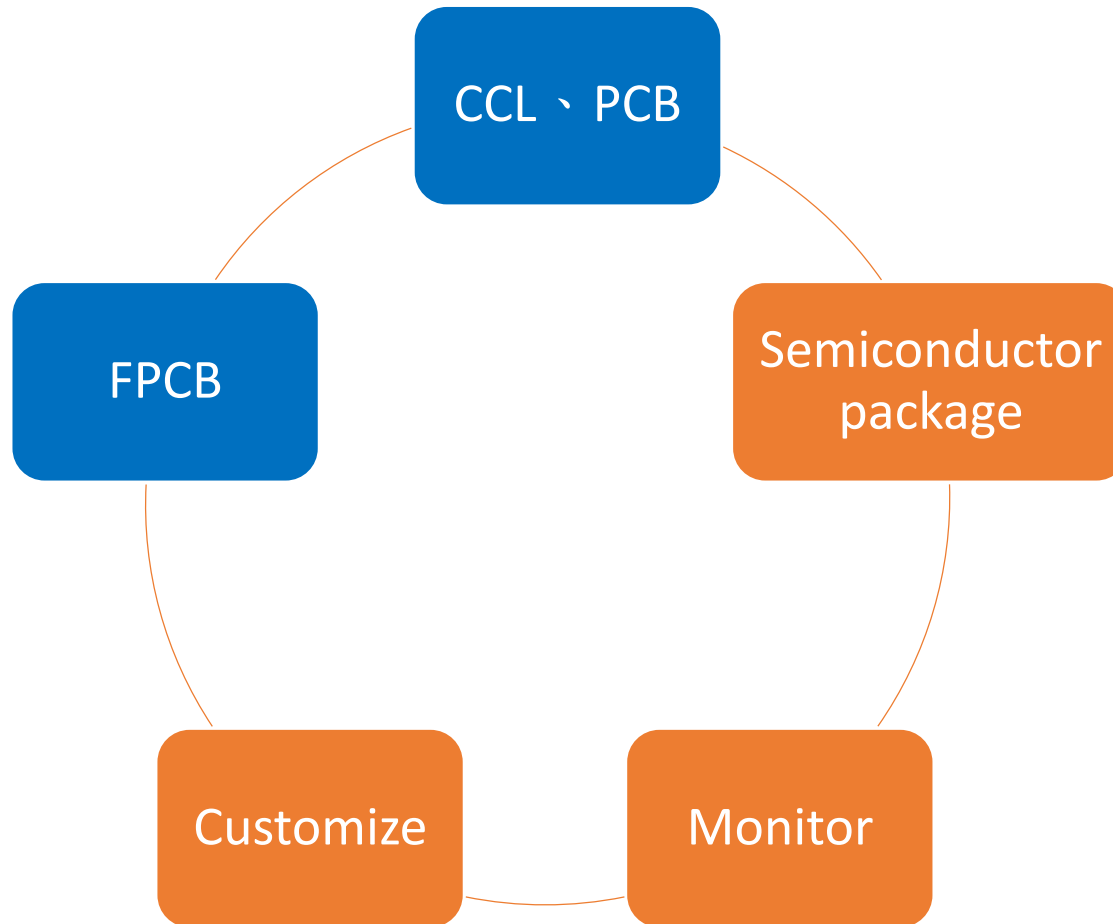 CCL、PCB
Semiconductor
package
Monitor
Customize
FPCB